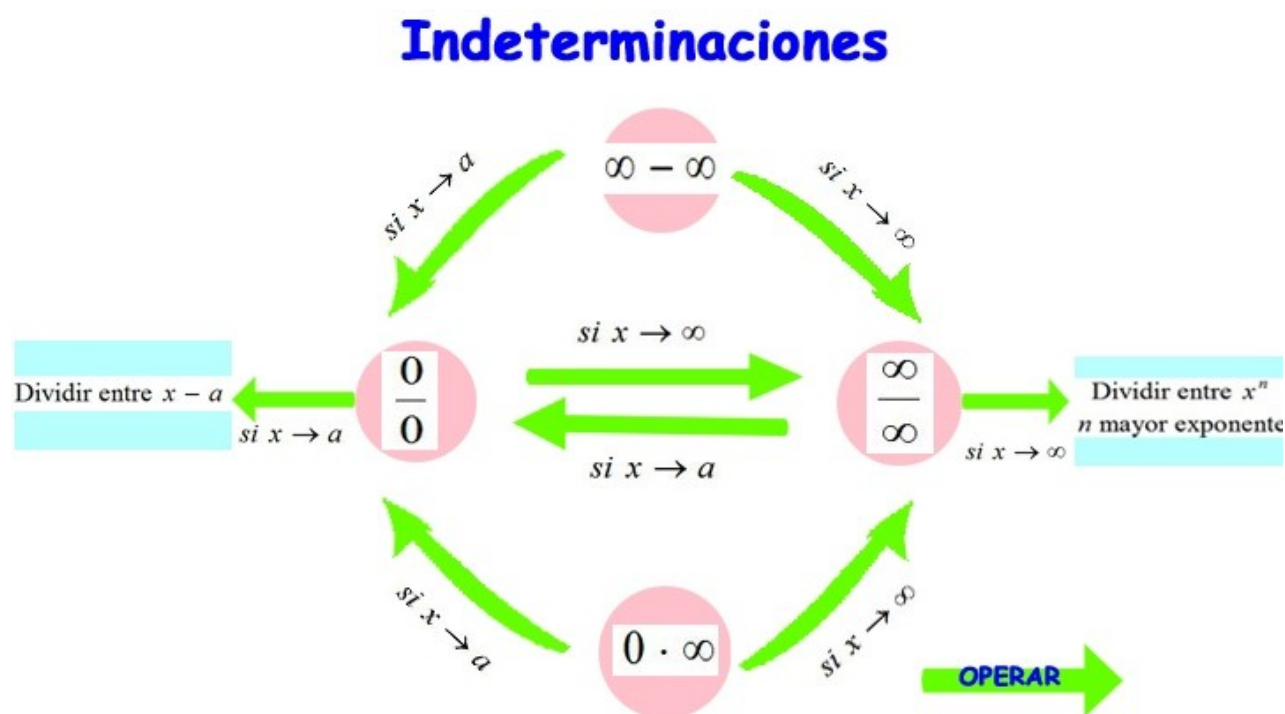 Indeterminaciones
∞ − ∞
si x → a
si x → ∞
si x → ∞
0
0
∞
∞
Dividir entre x − a
si x → a
si x → a
Dividir entre xⁿ
n mayor exponente
si x → ∞
si x → a
0 · ∞
si x → ∞
OPERAR